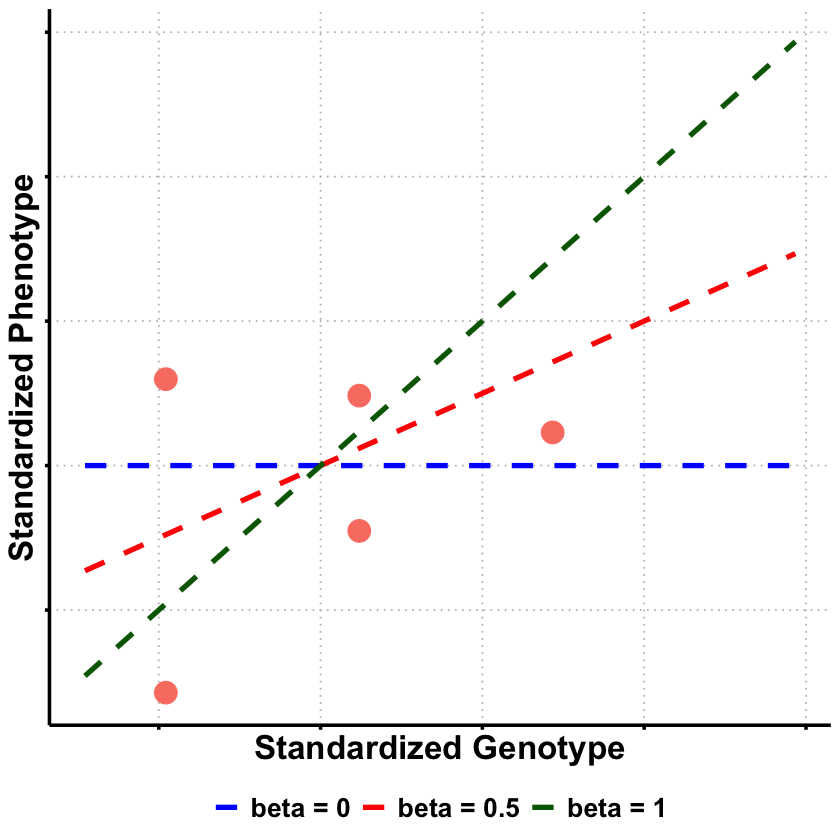 Standardized Phenotype
Standardized Genotype
beta = 0 beta = 0.5 beta = 1